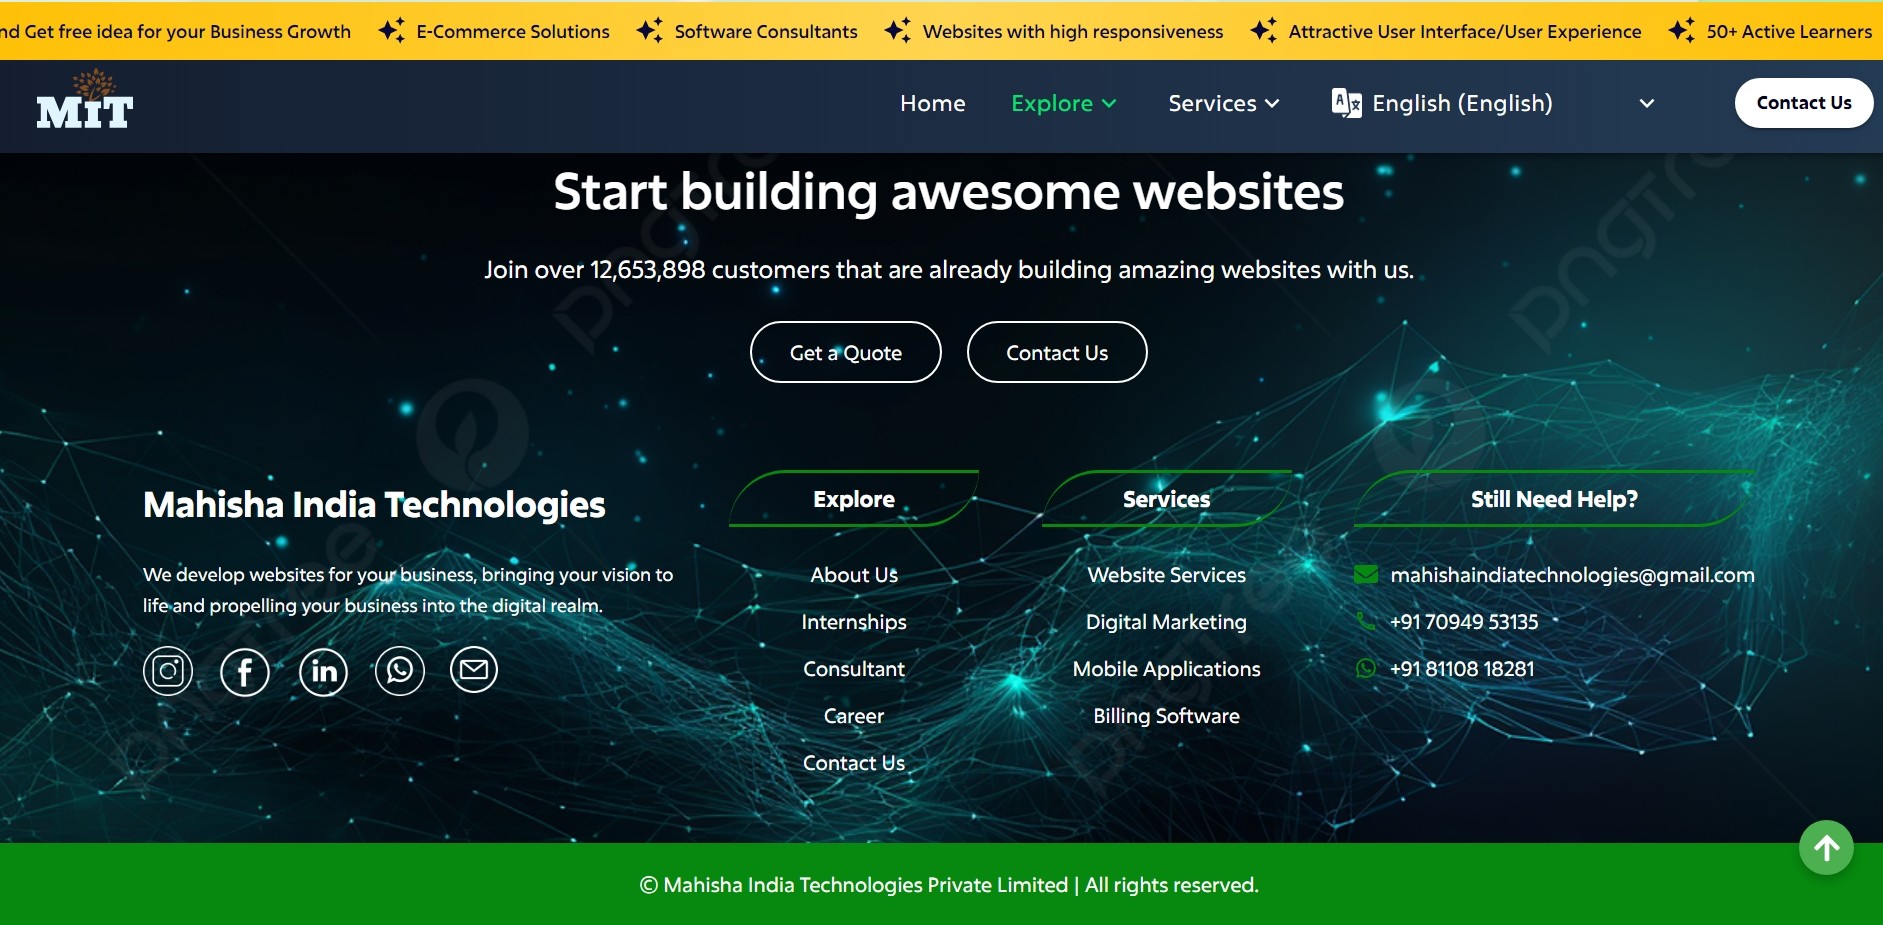 nd Get free idea for your Business Growth E-Commerce Solutions Software Consultants Websites with high responsiveness Attractive User Interface/User Experience 50+ Active Learners
MiT
Home Explore Services English (English) Contact Us
Start building awesome websites
Join over 12,653,898 customers that are already building amazing websites with us.
Get a Quote Contact Us
Mahisha India Technologies
We develop websites for your business, bringing your vision to
life and propelling your business into the digital realm.
Explore
About Us
Internships
Consultant
Career
Contact Us
Services
Website Services
Digital Marketing
Mobile Applications
Billing Software
Still Need Help?
mahishaindiatechnologies@gmail.com
+91 70949 53135
+91 81108 18281
© Mahisha India Technologies Private Limited | All rights reserved.
pngtree
pngtree
pngtree
pngtree